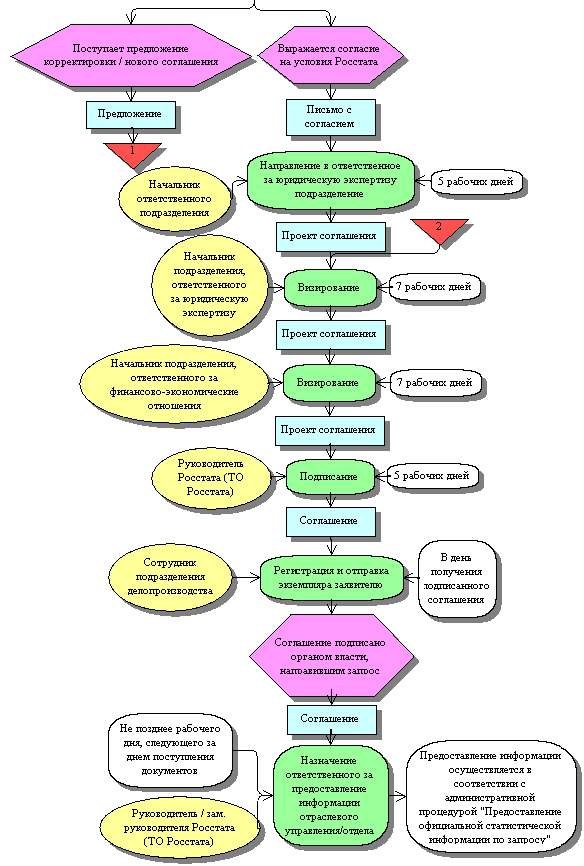 Поступает предложение
корректировки / нового соглашения
Выражается согласие
на условия Росстата
Предложение
Письмо с
согласием
1
Направление в ответственное
за юридическую экспертизу
подразделение
5 рабочих дней
Начальник
ответственного
подразделения
Проект соглашения
2
Начальник
подразделения,
ответственного
за юридическую
экспертизу
Визирование
7 рабочих дней
Проект соглашения
Начальник подразделения,
ответственного за
финансово-экономические
отношения
Визирование
7 рабочих дней
Проект соглашения
Руководитель
Росстата (ТО
Росстата)
Подписание
5 рабочих дней
Соглашение
Сотрудник
подразделения
делопроизводства
Регистрация и отправка
экземпляра заявителю
В день
получения
подписанного
соглашения
Соглашение подписано
органом власти,
направившим запрос
Соглашение
Не позднее рабочего
дня, следующего за
днем поступления
документов
Назначение
ответственного за
предоставление
информации
отраслевого
управления/отдела
Предоставление информации
осуществляется в
соответствии с
административной
процедурой "Предоставление
официальной статистической
информации по запросу"
Руководитель / зам.
руководителя Росстата
(ТО Росстата)